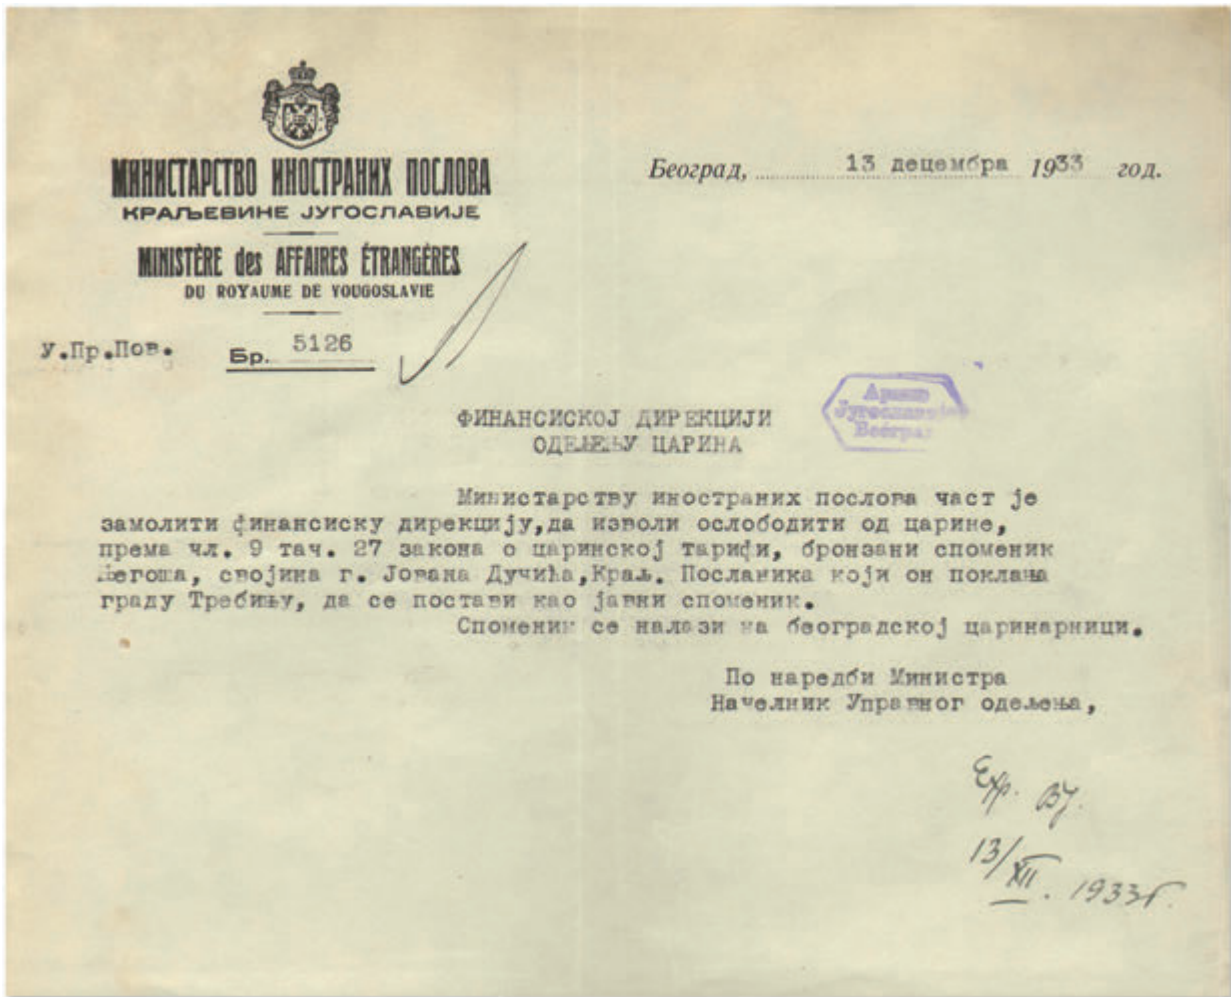 МИНИСТАРСТВО ИНОСТРАНИХ ПОСЛОВА
КРАЉЕВИНЕ ЈУГОСЛАВИЈЕ
MINISTÈRE des AFFAIRES ÉTRANGÈRES
DU ROYAUME DE YOUGOSLAVIE
У.Пр.Пов. Бр. 5126
Београд, 13 децембра 1933 год.
Архив
Југославије
Београд
ФИНАНСИСКОЈ ДИРЕКЦИЈИ
ОДЕЉЕЊУ ЦАРИНА
Министарству иностраних послова част је
замолити финансиску дирекцију,да изволи ослободити од царине,
према чл. 9 тач. 27 закона о царинској тарифи, бронзани споменик
Његоша, својина г. Јована Дучића,Краљ. Посланика који он поклања
граду Требињу, да се постави као јавни споменик.
Споменик се налази на београдској царинарници.
По наредби Министра
Начелник Управног одељења,
13/XII. 1933 г.